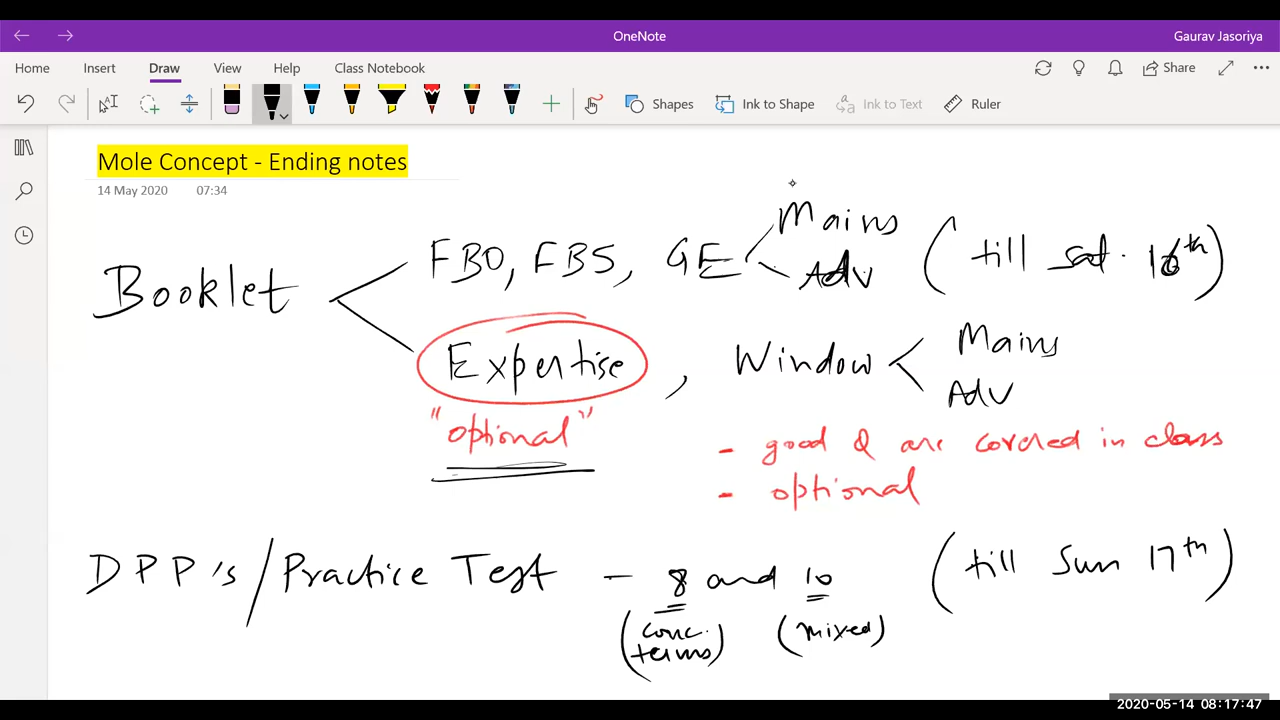 OneNote
Gaurav Jasoriya
Home Insert Draw View Help Class Notebook Share
Shapes Ink to Shape Ink to Text Ruler
Mole Concept - Ending notes
14 May 2020 07:34
Mains
Booklet FBO, FBS, GE Adv (till sat. 16th)
Expertise, Window Mains
Adv
"optional"
- good Q are covered in class
- optional
DPP's/Practice Test - 8 and 10 (till Sun 17th)
(conc. terms) (mixed)
2020-05-14 08:17:47